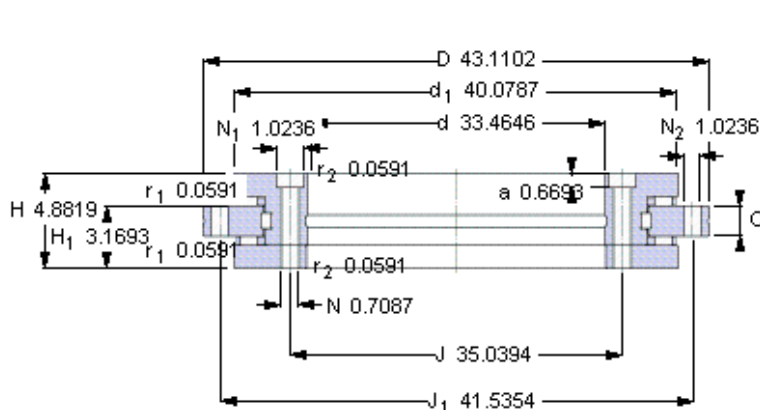 D 43.1102
d1 40.0787
N1 1.0236
d 33.4646
N2 1.0236
r2 0.0591
r1 0.0591
a 0.6693
H 4.8819
H1 3.1693
C
r1 0.0591
r2 0.0591
N 0.7087
J 35.0394
J1 41.5354